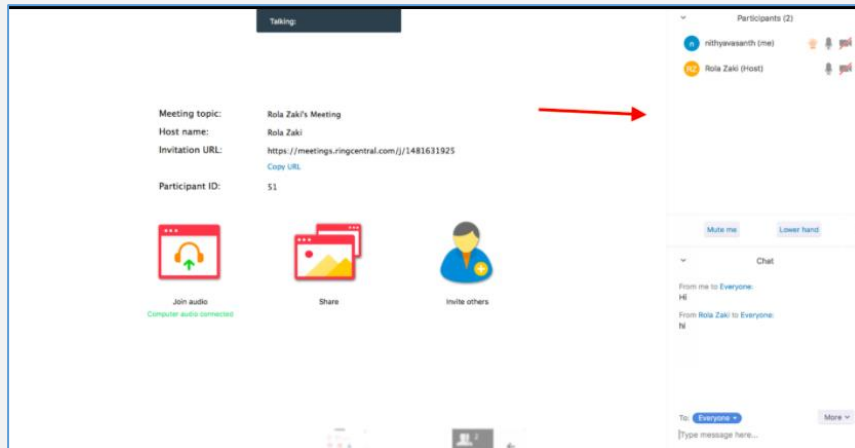 Talking:
Participants (2)
n nithyavasanth (me)
RZ Rola Zaki (Host)
Meeting topic: Rola Zaki's Meeting
Host name: Rola Zaki
Invitation URL: https://meetings.ringcentral.com/j/1481631925
Copy URL
Participant ID: 51
Join audio
Computer audio connected
Share
Invite others
Mute me Lower hand
Chat
From me to Everyone:
Hi
From Rola Zaki to Everyone:
hi
To: Everyone More
Type message here...
2